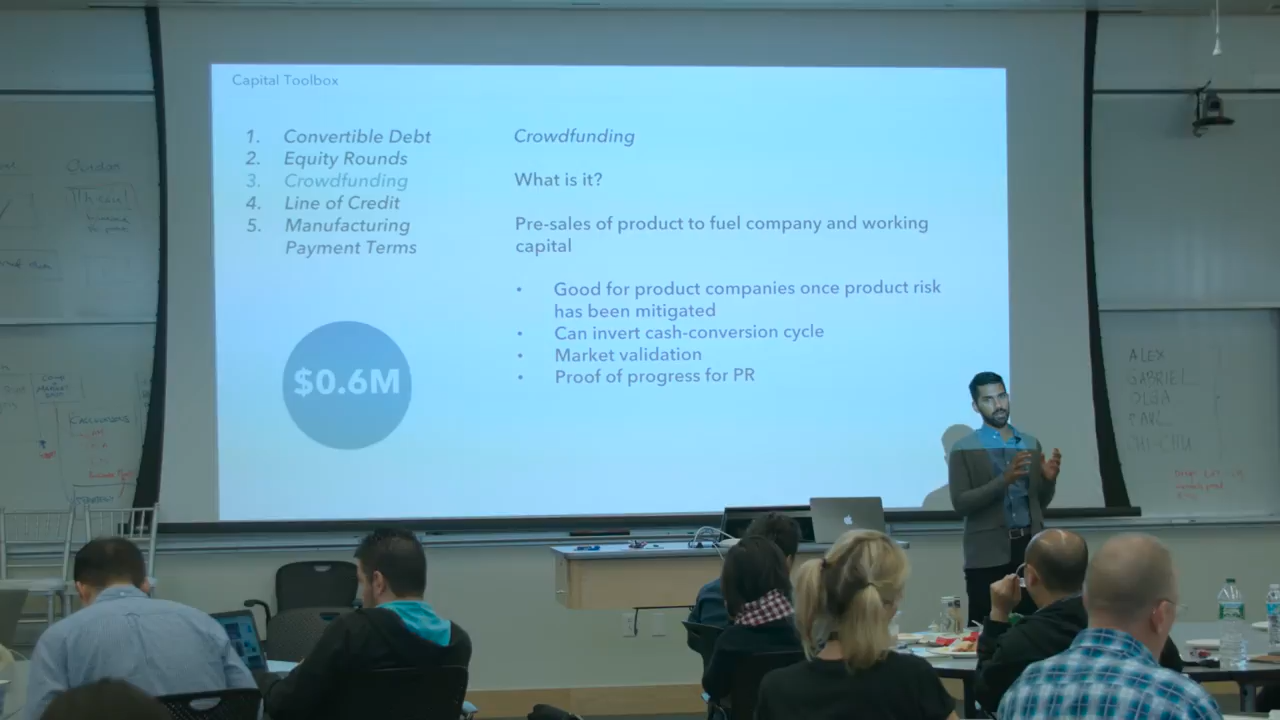 Capital Toolbox
1. Convertible Debt
2. Equity Rounds
3. Crowdfunding
4. Line of Credit
5. Manufacturing
Payment Terms
$0.6M
Crowdfunding
What is it?
Pre-sales of product to fuel company and working
capital
• Good for product companies once product risk
has been mitigated
• Can invert cash-conversion cycle
• Market validation
• Proof of progress for PR
ALEX
GABRIEL
OLGA